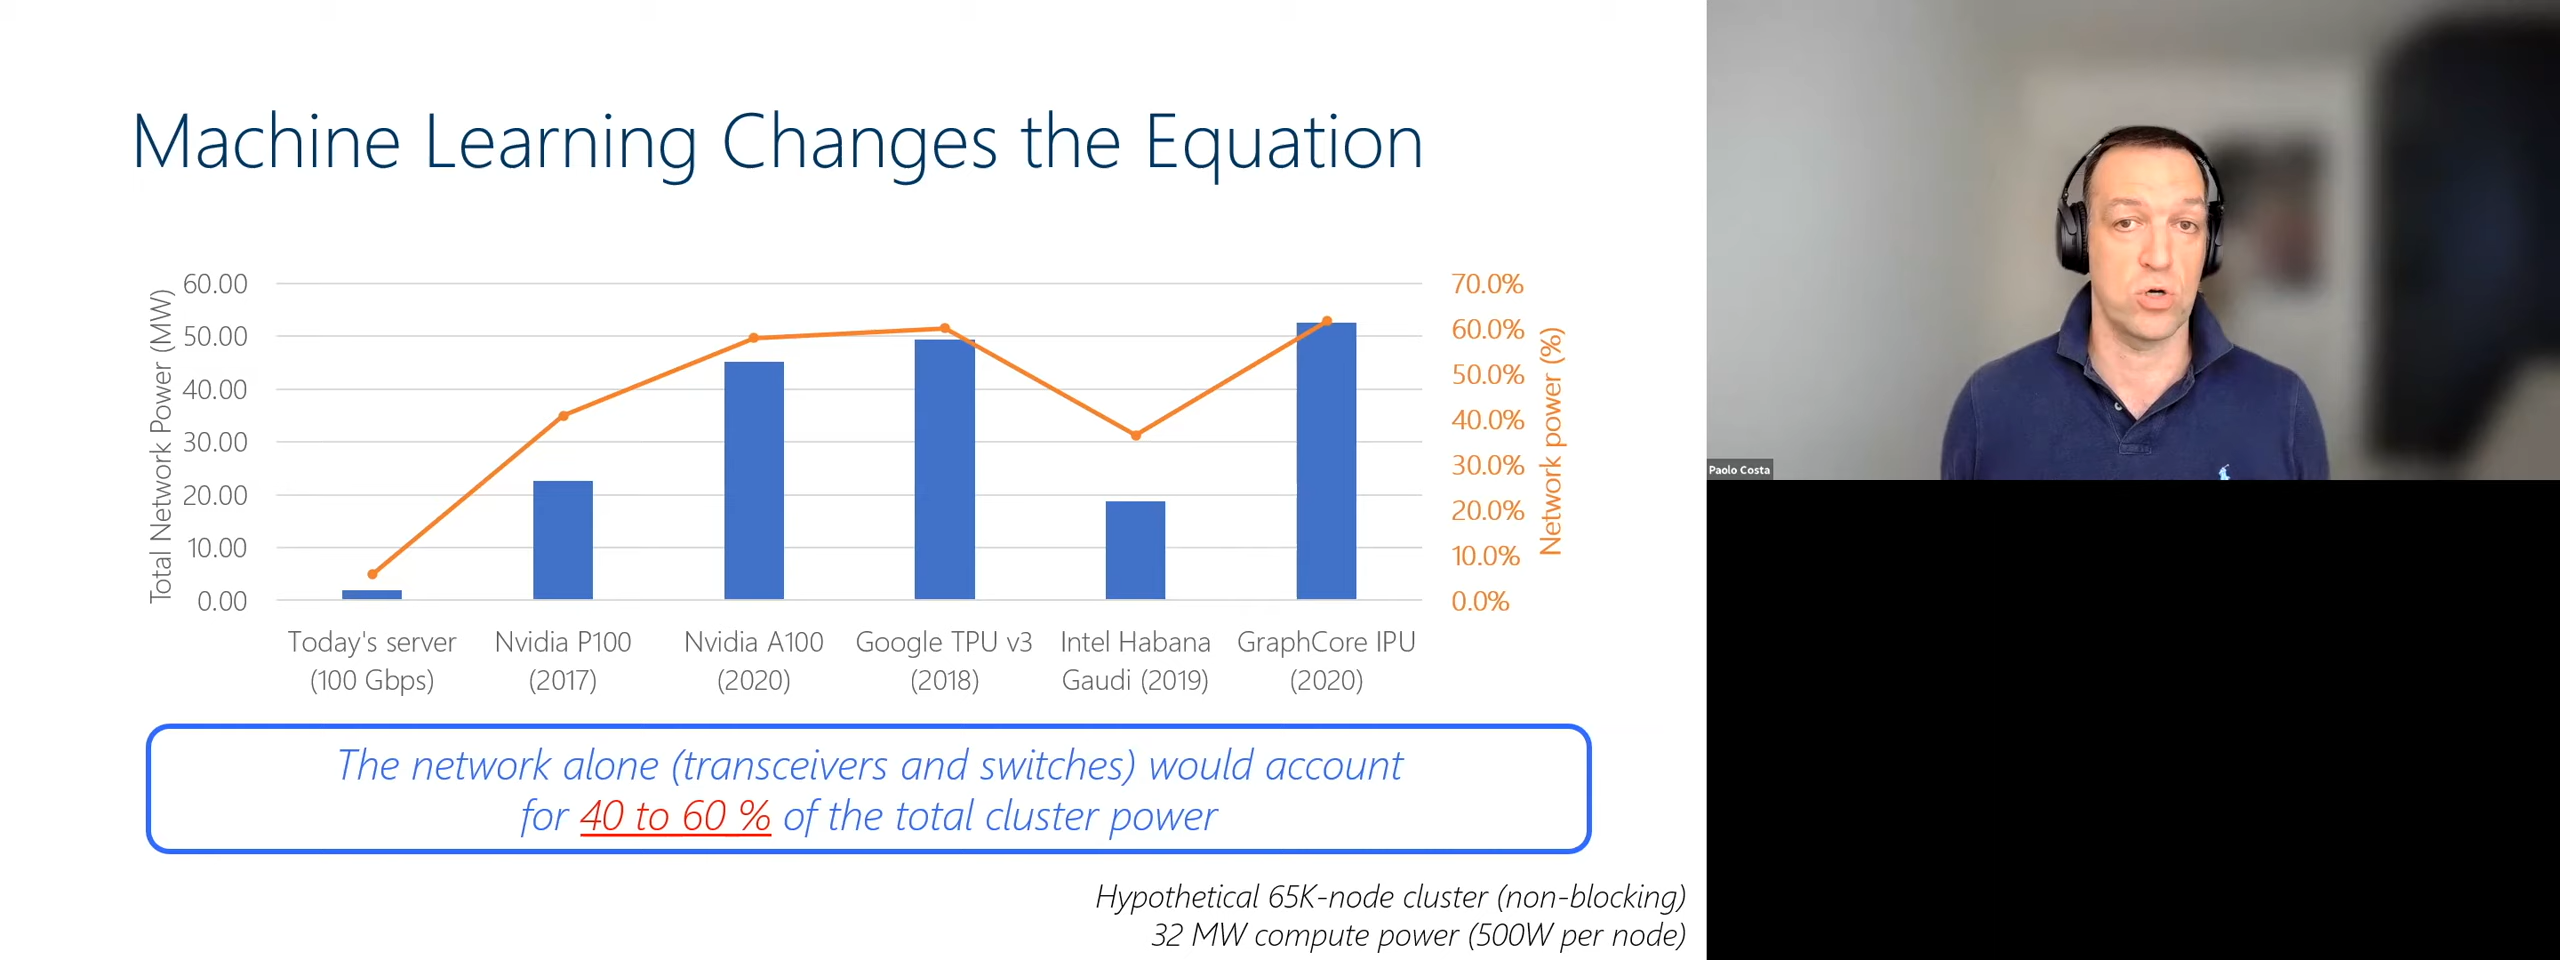 Machine Learning Changes the Equation
Total Network Power (MW)
60.00
50.00
40.00
30.00
20.00
10.00
0.00
70.0%
60.0%
50.0%
40.0%
30.0%
20.0%
10.0%
0.0%
Network power (%)
Today's server
(100 Gbps)
Nvidia P100
(2017)
Nvidia A100
(2020)
Google TPU v3
(2018)
Intel Habana
Gaudi (2019)
GraphCore IPU
(2020)
The network alone (transceivers and switches) would account
for 40 to 60 % of the total cluster power
Hypothetical 65K-node cluster (non-blocking)
32 MW compute power (500W per node)
Paolo Costa